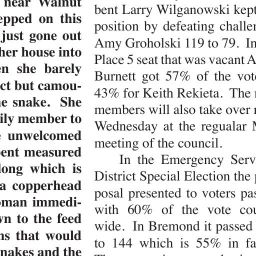 near Walnut
epped on this
just gone out
her house into
en she barely
ct but camou-
ne snake. She
ily member to
e unwelcomed
pent measured
long which is
a copperhead
oman immedi-
wn to the feed
ns that would
snakes and the
bent Larry Wilganowski kept
position by defeating challen
Amy Groholski 119 to 79. In
Place 5 seat that was vacant A
Burnett got 57% of the vote
43% for Keith Rekieta. The n
members will also take over n
Wednesday at the regualar M
meeting of the council.
In the Emergency Serv
District Special Election the p
posal presented to voters pas
with 60% of the vote cou
wide. In Bremond it passed
to 144 which is 55% in fa